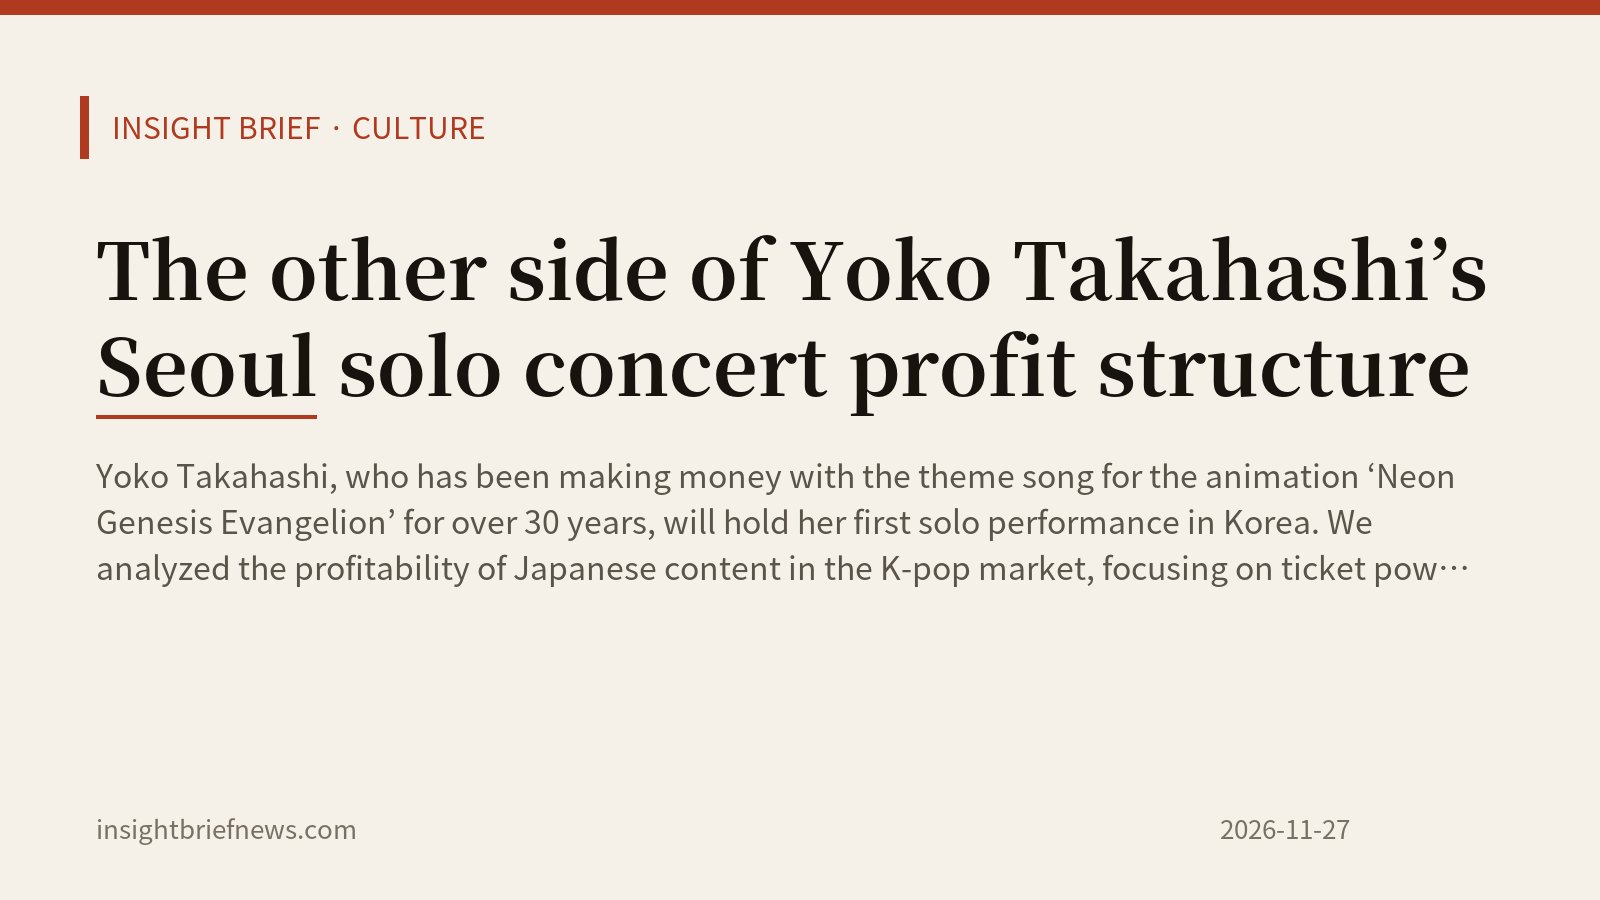 INSIGHT BRIEF · CULTURE
The other side of Yoko Takahashi’s
Seoul solo concert profit structure
Yoko Takahashi, who has been making money with the theme song for the animation ‘Neon
Genesis Evangelion’ for over 30 years, will hold her first solo performance in Korea. We
analyzed the profitability of Japanese content in the K-pop market, focusing on ticket pow⋯
insightbriefnews.com
2026-11-27